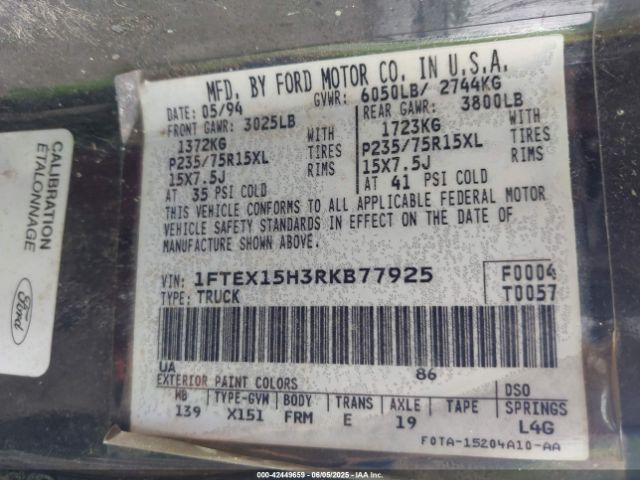 MFD. BY FORD MOTOR CO. IN U.S.A.
DATE: 05/94 GVWR: 6050LB/ 2744KG
FRONT GAWR: 3025LB REAR GAWR: 3800LB
1372KG WITH 1723KG WITH
P235/75R15XL TIRES P235/75R15XL TIRES
15X7.5J RIMS 15X7.5J RIMS
AT 35 PSI COLD AT 41 PSI COLD
THIS VEHICLE CONFORMS TO ALL APPLICABLE FEDERAL MOTOR
VEHICLE SAFETY STANDARDS IN EFFECT ON THE DATE OF
MANUFACTURE SHOWN ABOVE.
VIN: 1FTEX15H3RKB77925 F0004
TYPE: TRUCK T0057
UA 86
EXTERIOR PAINT COLORS DSO
WB TYPE-GVW BODY TRANS AXLE TAPE SPRINGS
139 X151 FRM E 19 L4G
F0TA-15204A10-AA
CALIBRATION
ÉTALONNAGE
Ford
000-42449659 - 06/05/2025 - IAA Inc.